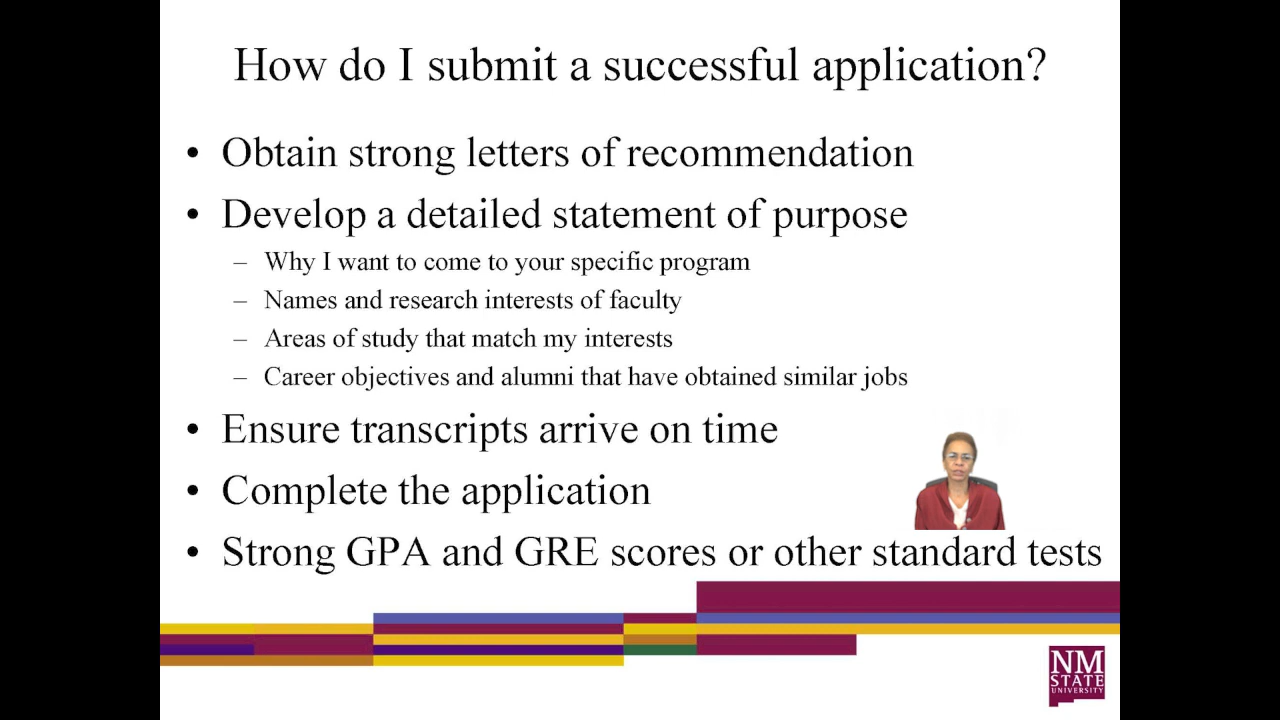 How do I submit a successful application?
• Obtain strong letters of recommendation
• Develop a detailed statement of purpose
– Why I want to come to your specific program
– Names and research interests of faculty
– Areas of study that match my interests
– Career objectives and alumni that have obtained similar jobs
• Ensure transcripts arrive on time
• Complete the application
• Strong GPA and GRE scores or other standard tests
NM
STATE
UNIVERSITY